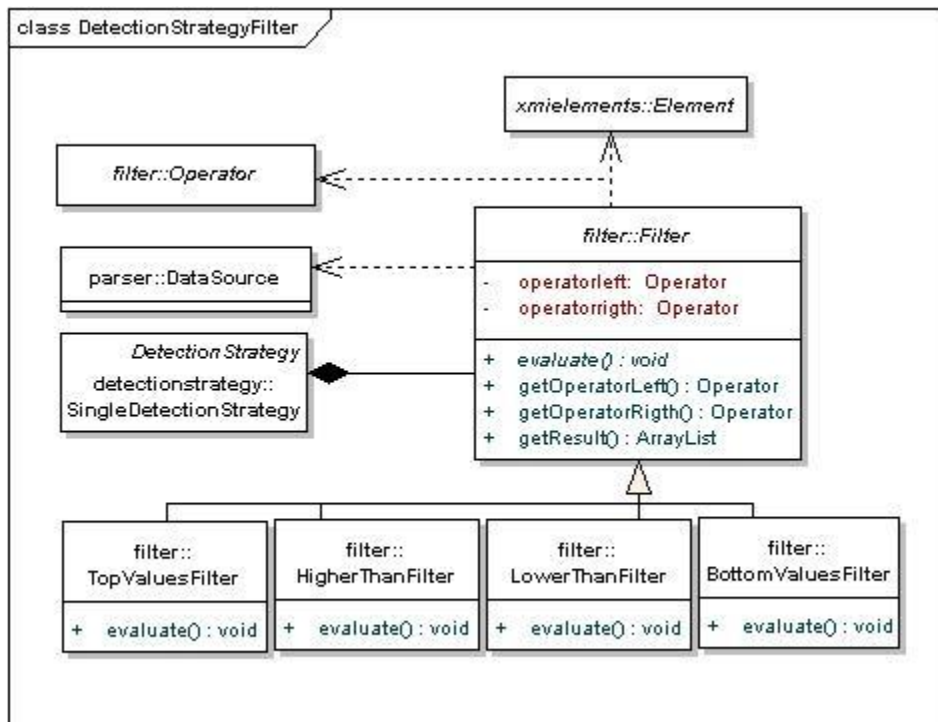 class DetectionStrategyFilter
xmielements::Element
filter::Operator
filter::Filter
- operatorleft: Operator
- operatorrigth: Operator
+ evaluate() : void
+ getOperatorLeft() : Operator
+ getOperatorRigth() : Operator
+ getResult() : ArrayList
parser::DataSource
DetectionStrategy
detectionstrategy::
SingleDetectionStrategy
filter::
TopValuesFilter
+ evaluate() : void
filter::
HigherThanFilter
+ evaluate() : void
filter::
LowerThanFilter
+ evaluate() : void
filter::
BottomValuesFilter
+ evaluate() : void